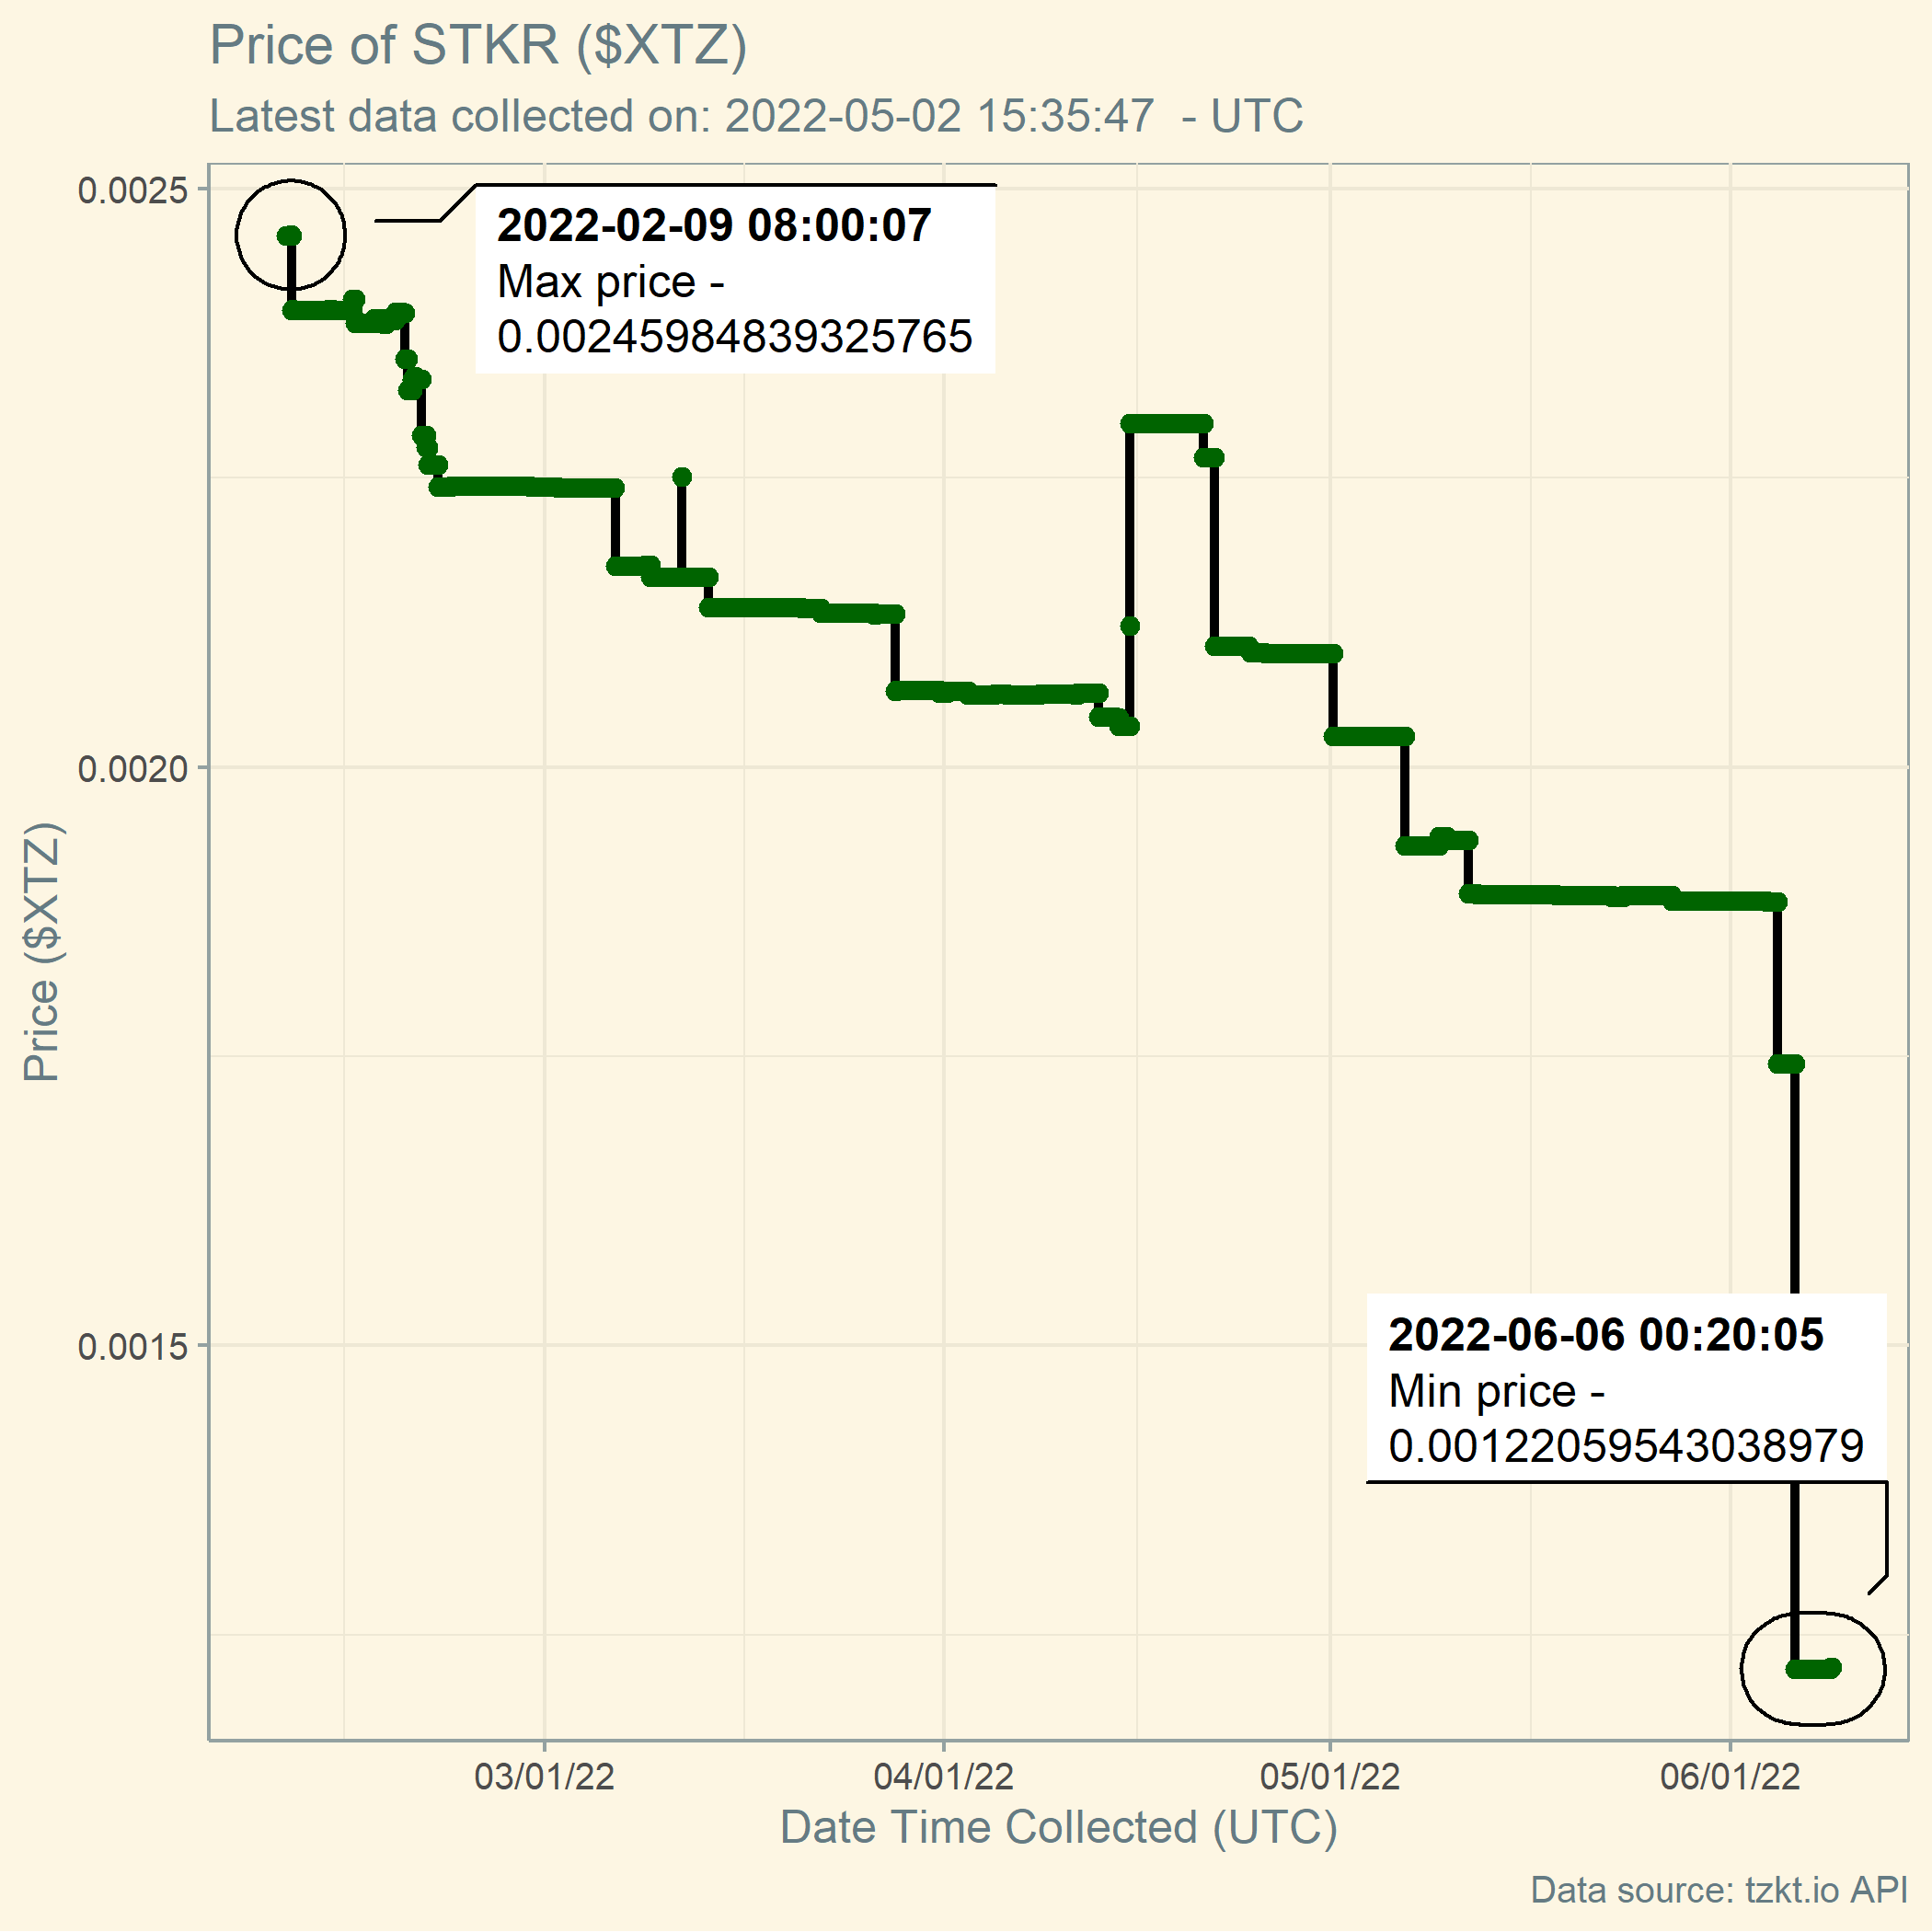 Price of STKR ($XTZ)
Latest data collected on: 2022-05-02 15:35:47  - UTC
0.0025
2022-02-09 08:00:07
Max price -
0.00245984839325765
0.0020
Price ($XTZ)
0.0015
2022-06-06 00:20:05
Min price -
0.00122059543038979
03/01/22
04/01/22
05/01/22
06/01/22
Date Time Collected (UTC)
Data source: tzkt.io API